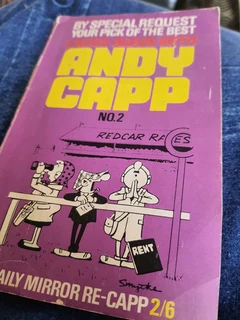 BY SPECIAL REQUEST
YOUR PICK OF THE BEST
ANDY
CAPP
NO.2
REDCAR RACES
RENT
Smythe
AILY MIRROR RE-CAPP 2/6